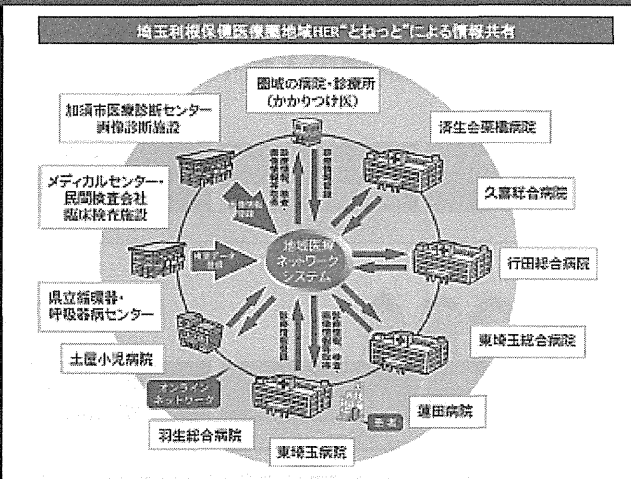 埼玉利根保健医療圏地域HER“とねっと”による情報共有
圏域の病院・診療所
(かかりつけ医)
加須市医療診断センター
画像診断施設
済生会栗橋病院
メディカルセンター・
民間検査会社
臨床検査施設
久喜総合病院
地域医療
ネットワーク
システム
行田総合病院
県立循環器・
呼吸器病センター
東埼玉総合病院
土屋小児病院
オンライン
ネットワーク
蓮田病院
羽生総合病院
東埼玉病院